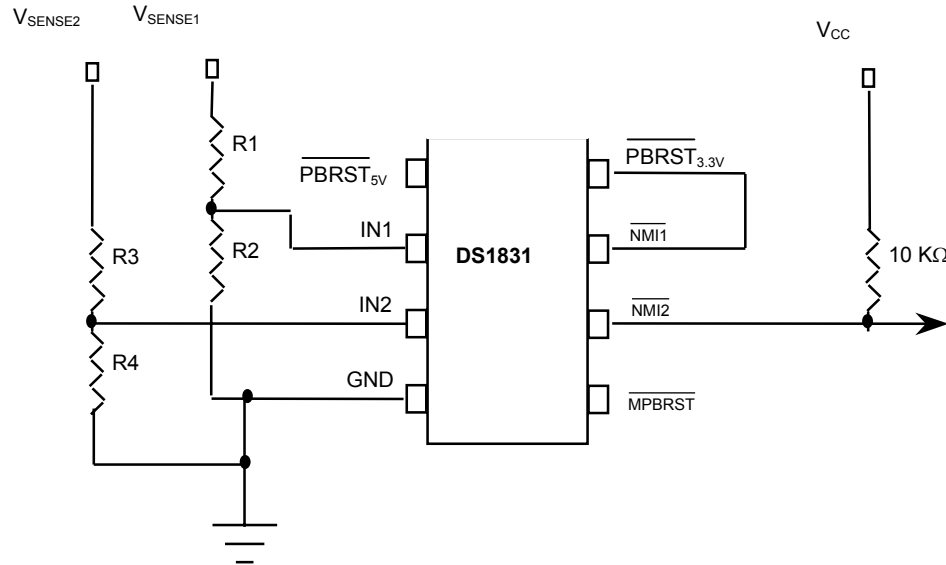 VSENSE2
VSENSE1
VCC
R1
PBRST5V
PBRST3.3V
IN1
NMI1
R2
DS1831
R3
10 KΩ
IN2
NMI2
R4
GND
MPBRST